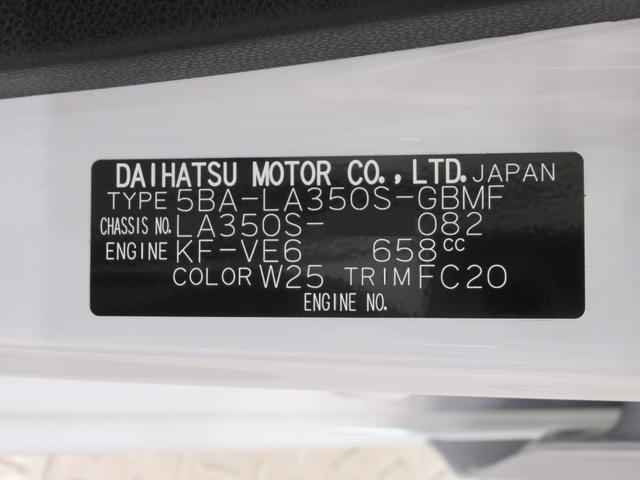 DAIHATSU MOTOR CO., LTD. JAPAN
TYPE 5BA-LA350S-GBMF
CHASSIS NO. LA350S- 082
ENGINE KF-VE6 658cc
COLOR W25 TRIM FC20
ENGINE NO.